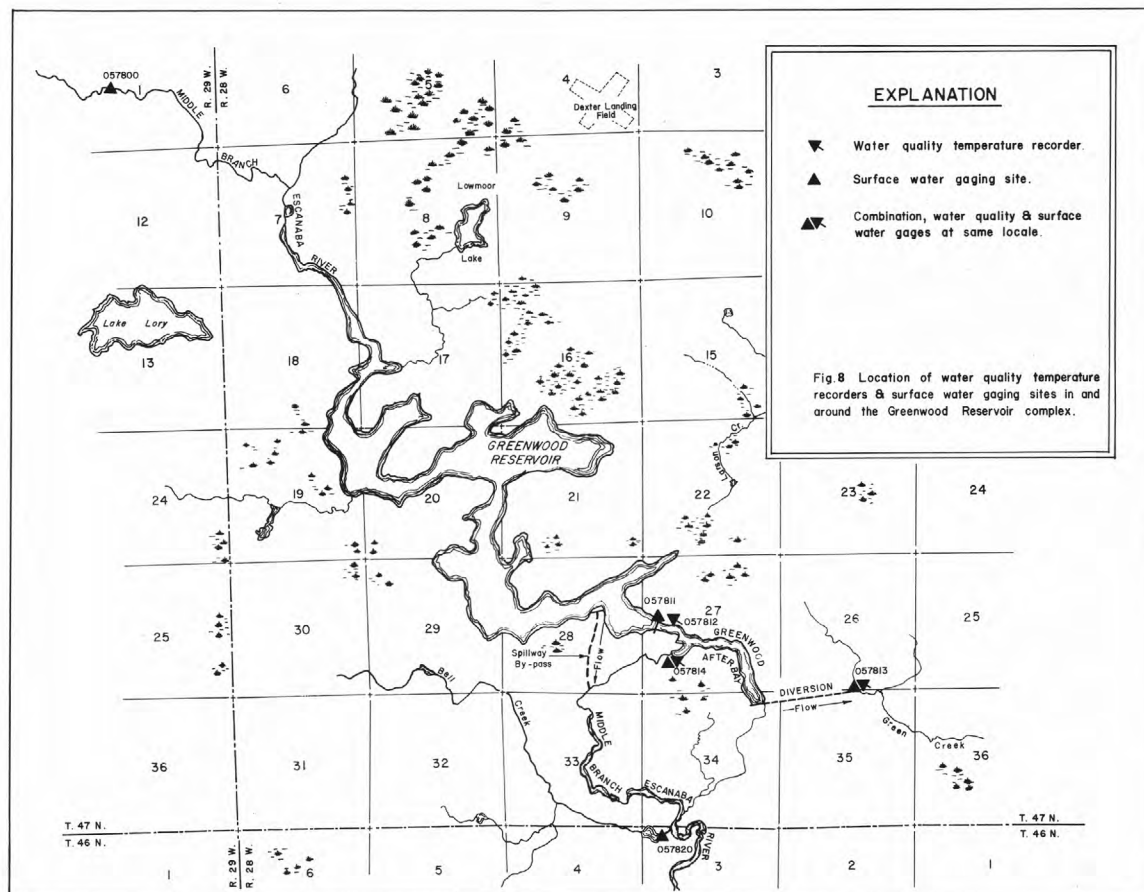 057800
1
R. 29 W.
R. 28 W.
6
5
4
3
Dexter Landing
Field
MIDDLE
BRANCH
ESCANABA
RIVER
12
7
8
Lowmoor
Lake
9
10
Lake Lory
13
18
17
16
15
GREENWOOD
RESERVOIR
Larson
Cr.
24
19
20
21
22
23
24
25
30
29
28
27
26
25
057811
057812
GREENWOOD
AFTERBAY
Spillway
By-pass
Flow
057814
057813
DIVERSION
Flow
Bell
Creek
Green
Creek
36
31
32
33
34
35
36
MIDDLE
BRANCH
ESCANABA
RIVER
T. 47 N.
T. 46 N.
T. 47 N.
T. 46 N.
057820
1
R. 29 W.
R. 28 W.
6
5
4
3
2
1
EXPLANATION
Water quality temperature recorder.
Surface water gaging site.
Combination, water quality & surface
water gages at same locale.
Fig. 8 Location of water quality temperature
recorders & surface water gaging sites in and
around the Greenwood Reservoir complex.